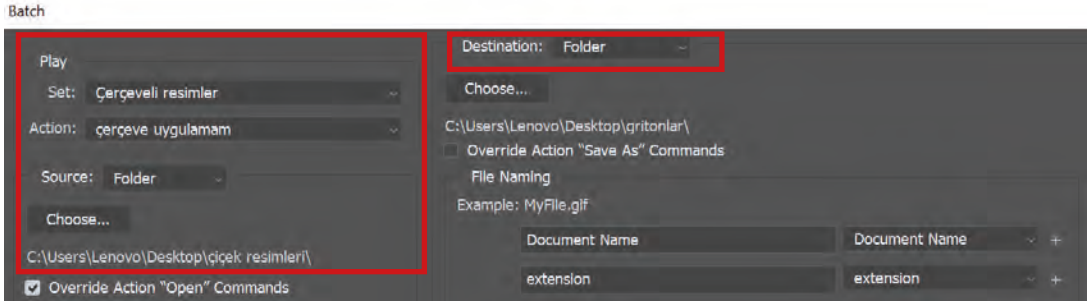 Batch
Play
Set: Çerçeveli resimler
Action: çerçeve uygulamam
Source: Folder
Choose...
C:\Users\Lenovo\Desktop\çiçek resimleri\
Override Action "Open" Commands
Destination: Folder
Choose...
C:\Users\Lenovo\Desktop\gritonlar\
Override Action "Save As" Commands
File Naming
Example: MyFile.gif
Document Name Document Name +
extension extension +